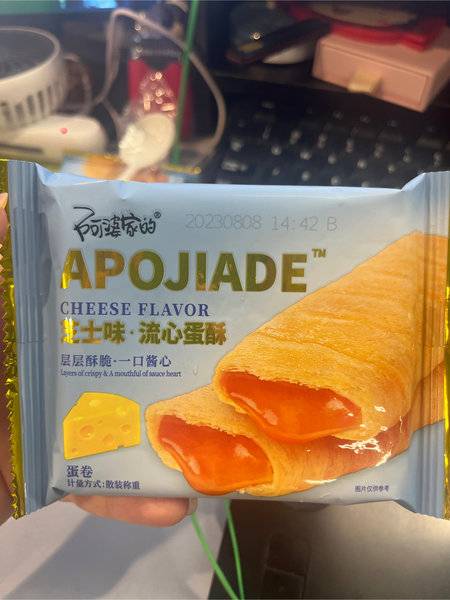 阿婆家的®
20230808 14:42 B
APOJIADE™
CHEESE FLAVOR
芝士味·流心蛋酥
层层酥脆·一口酱心
Layers of crispy & A mouthful of sauce heart
蛋卷
计量方式:散装称重
图片仅供参考